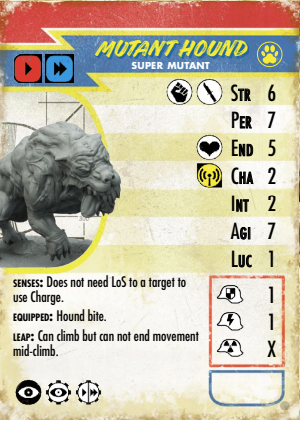 MUTANT HOUND
SUPER MUTANT
STR 6
PER 7
END 5
CHA 2
INT 2
AGI 7
LUC 1
SENSES: Does not need LoS to a target to
use Charge.
EQUIPPED: Hound bite.
LEAP: Can climb but can not end movement
mid-climb.
1
1
X